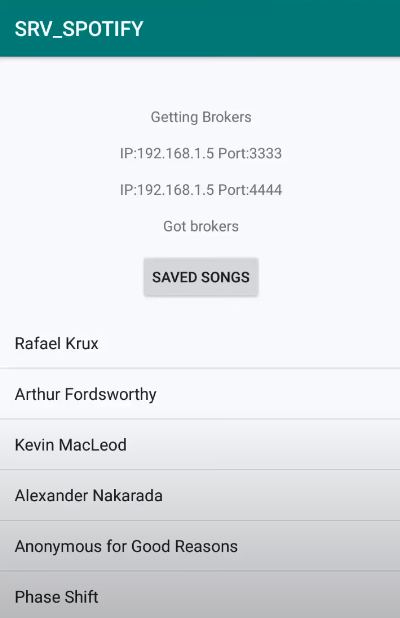 SRV_SPOTIFY
Getting Brokers
IP:192.168.1.5 Port:3333
IP:192.168.1.5 Port:4444
Got brokers
SAVED SONGS
Rafael Krux
Arthur Fordsworthy
Kevin MacLeod
Alexander Nakarada
Anonymous for Good Reasons
Phase Shift